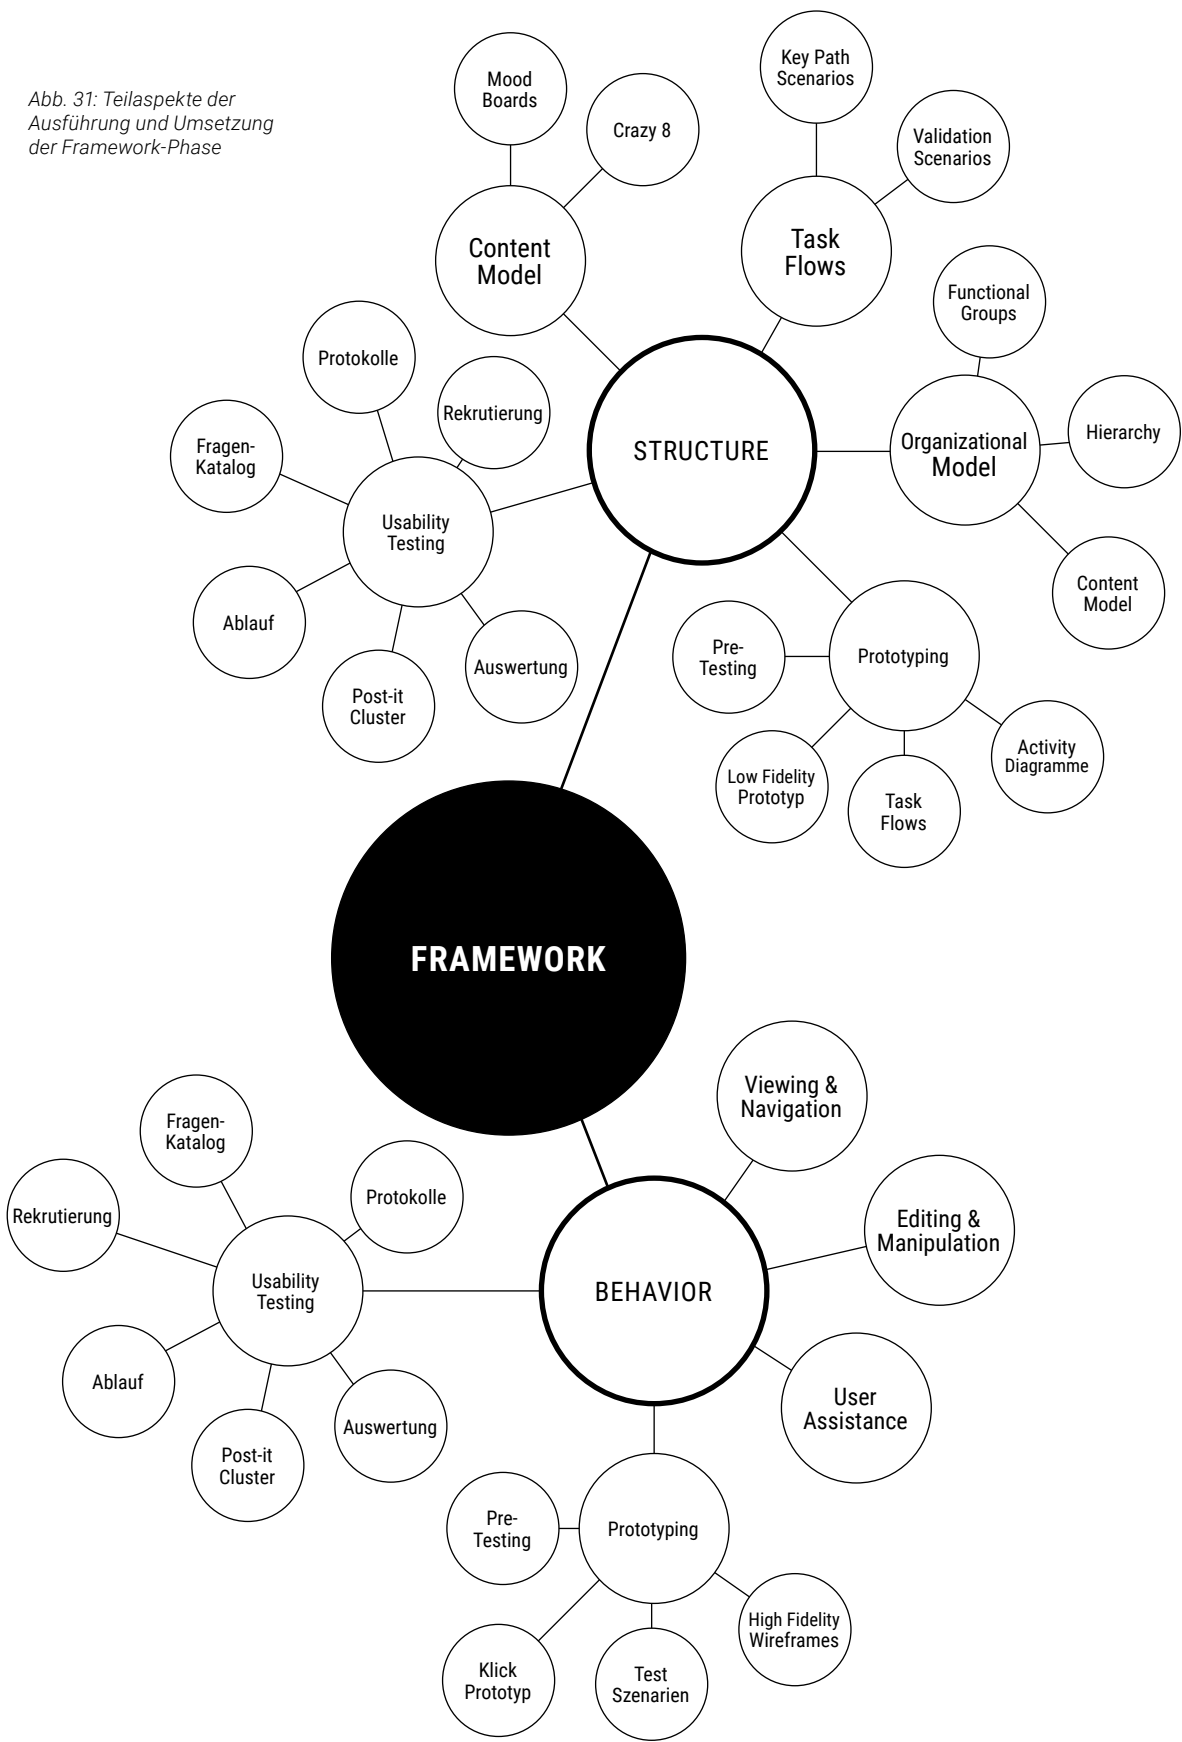 Abb. 31: Teilaspekte der
Ausführung und Umsetzung
der Framework-Phase
Mood
Boards
Crazy 8
Key Path
Scenarios
Validation
Scenarios
Content
Model
Task
Flows
Functional
Groups
Protokolle
Rekrutierung
Fragen-
Katalog
STRUCTURE
Organizational
Model
Hierarchy
Usability
Testing
Content
Model
Ablauf
Post-it
Cluster
Auswertung
Pre-
Testing
Prototyping
Low Fidelity
Prototyp
Task
Flows
Activity
Diagramme
FRAMEWORK
Viewing &
Navigation
Fragen-
Katalog
Protokolle
Rekrutierung
Editing &
Manipulation
Usability
Testing
BEHAVIOR
Ablauf
Post-it
Cluster
Auswertung
User
Assistance
Pre-
Testing
Prototyping
Klick
Prototyp
Test
Szenarien
High Fidelity
Wireframes